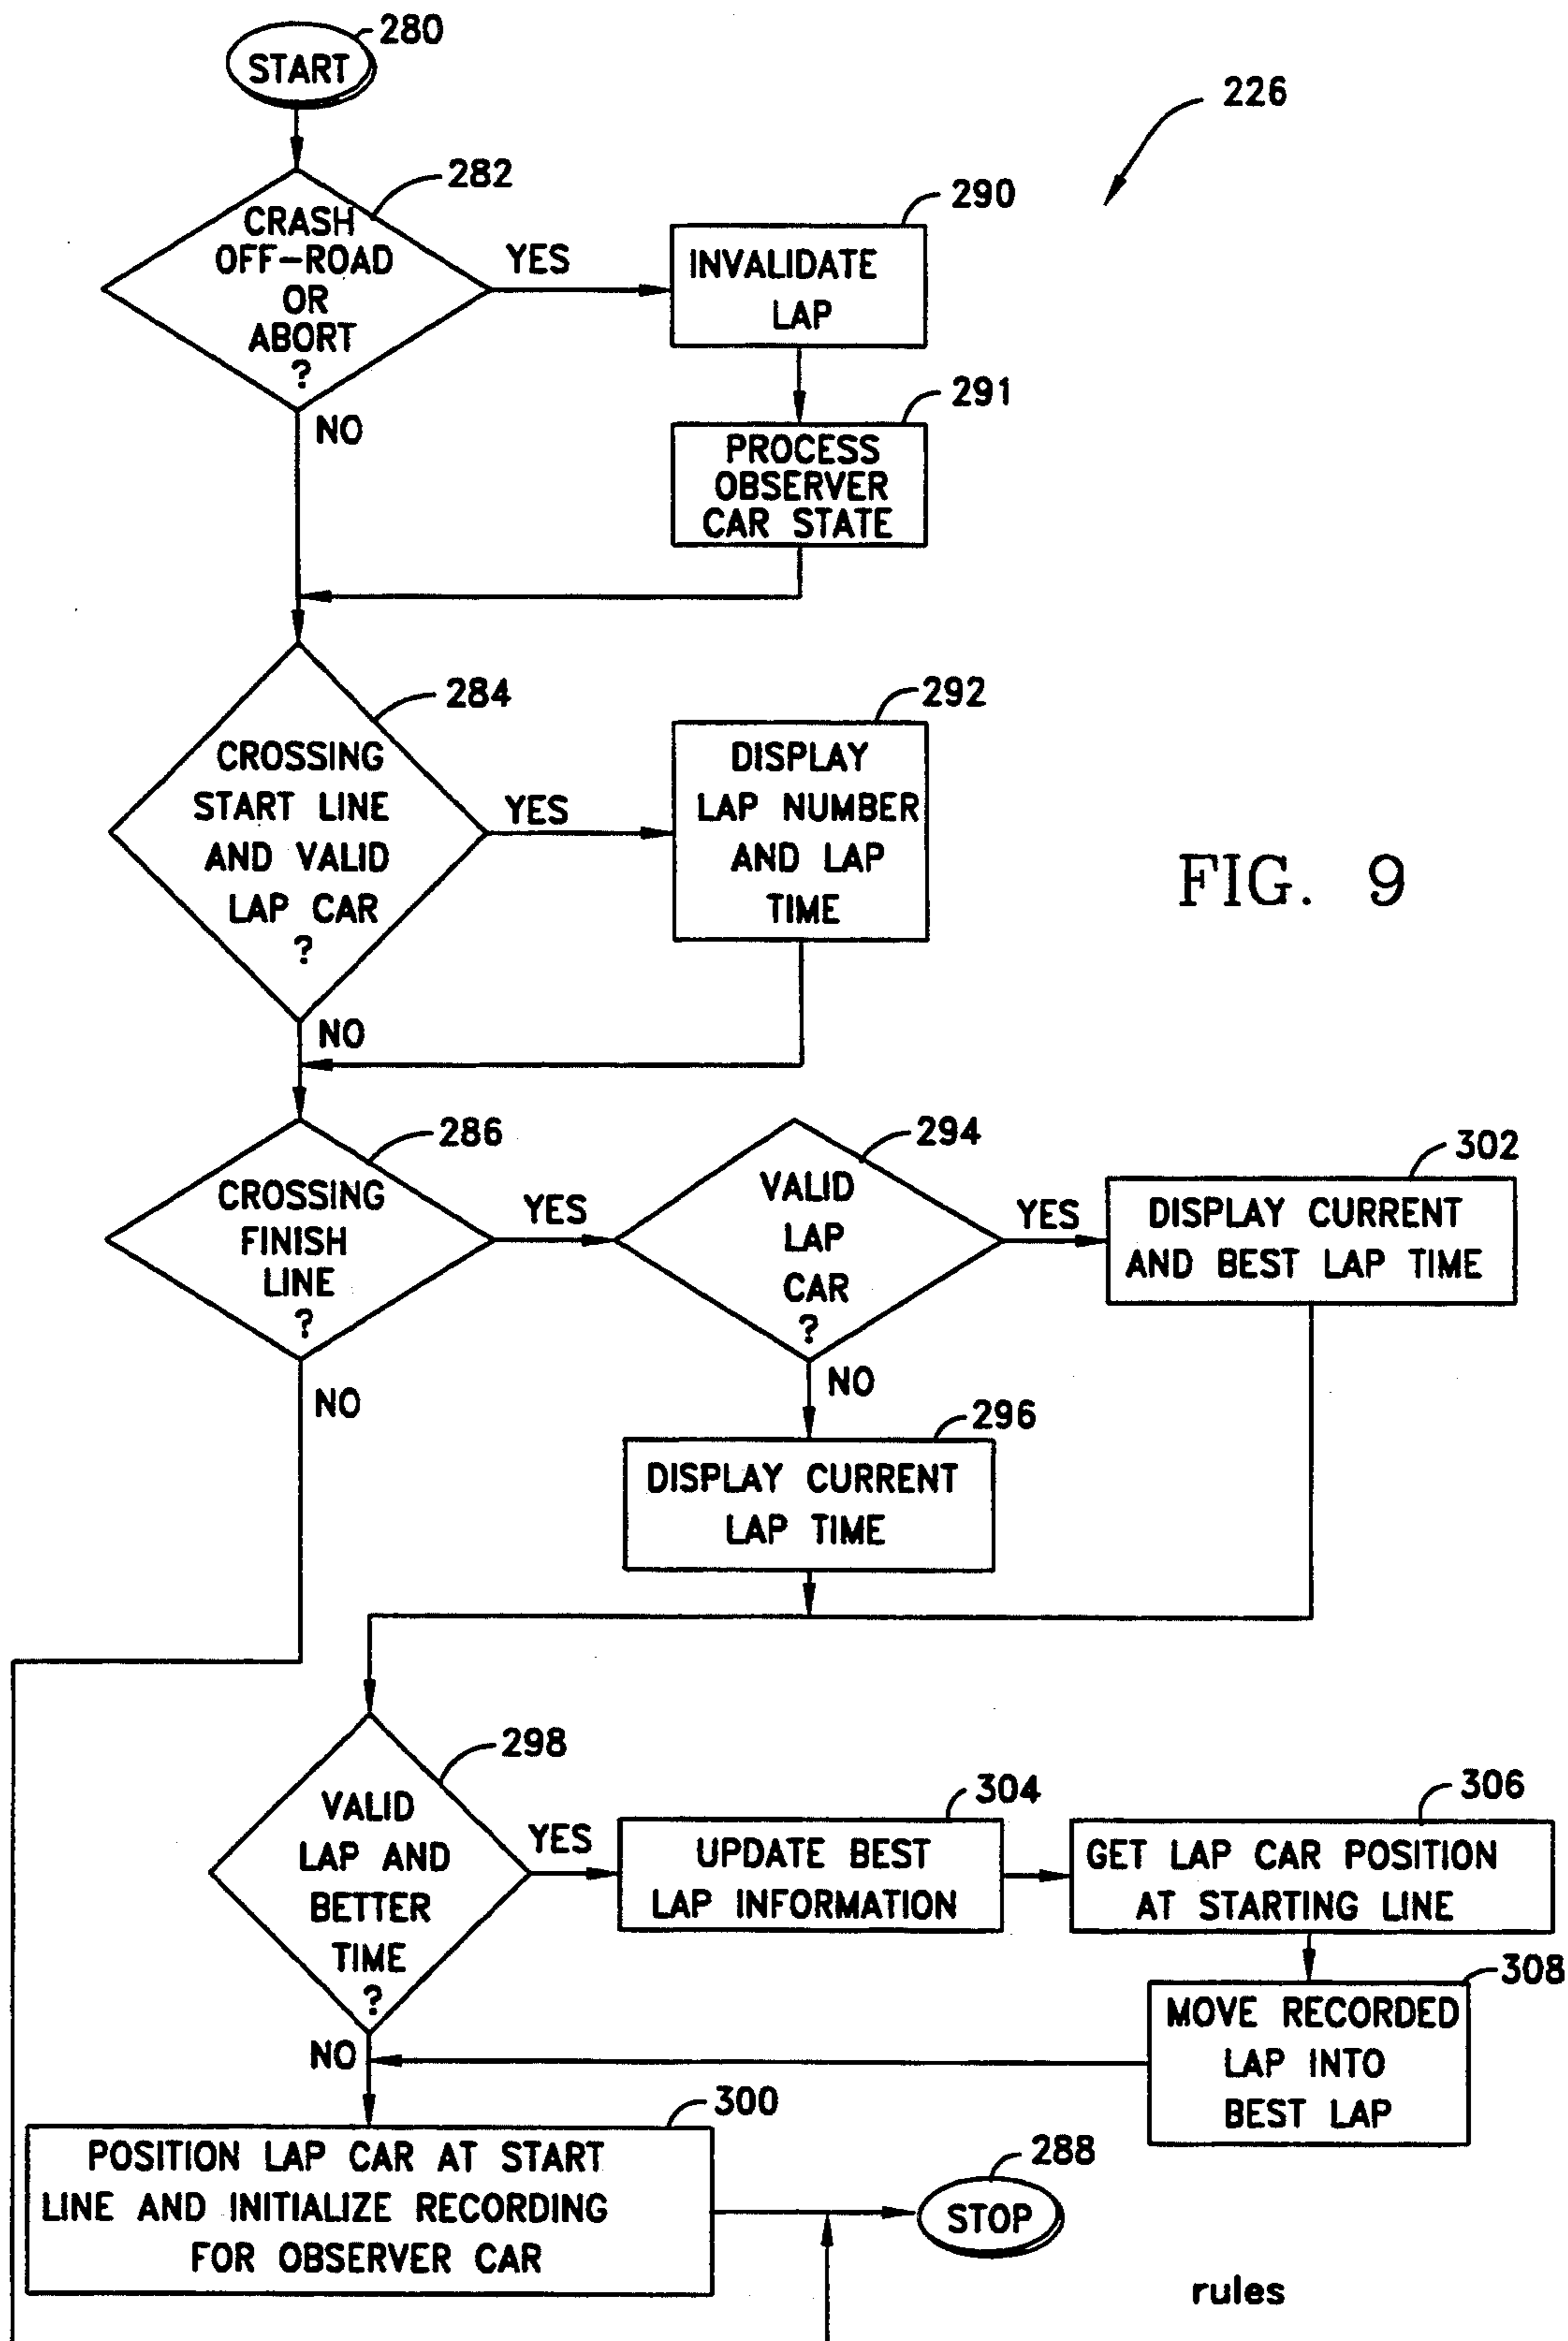 START
280
226
CRASH
OFF-ROAD
OR
ABORT
?
282
YES
NO
INVALIDATE
LAP
290
PROCESS
OBSERVER
CAR STATE
291
CROSSING
START LINE
AND VALID
LAP CAR
?
284
YES
NO
DISPLAY
LAP NUMBER
AND LAP
TIME
292
FIG. 9
CROSSING
FINISH
LINE
?
286
YES
NO
VALID
LAP
CAR
?
294
YES
NO
DISPLAY CURRENT
AND BEST LAP TIME
302
DISPLAY CURRENT
LAP TIME
296
VALID
LAP AND
BETTER
TIME
?
298
YES
NO
UPDATE BEST
LAP INFORMATION
304
GET LAP CAR POSITION
AT STARTING LINE
306
MOVE RECORDED
LAP INTO
BEST LAP
308
POSITION LAP CAR AT START
LINE AND INITIALIZE RECORDING
FOR OBSERVER CAR
300
STOP
288
rules